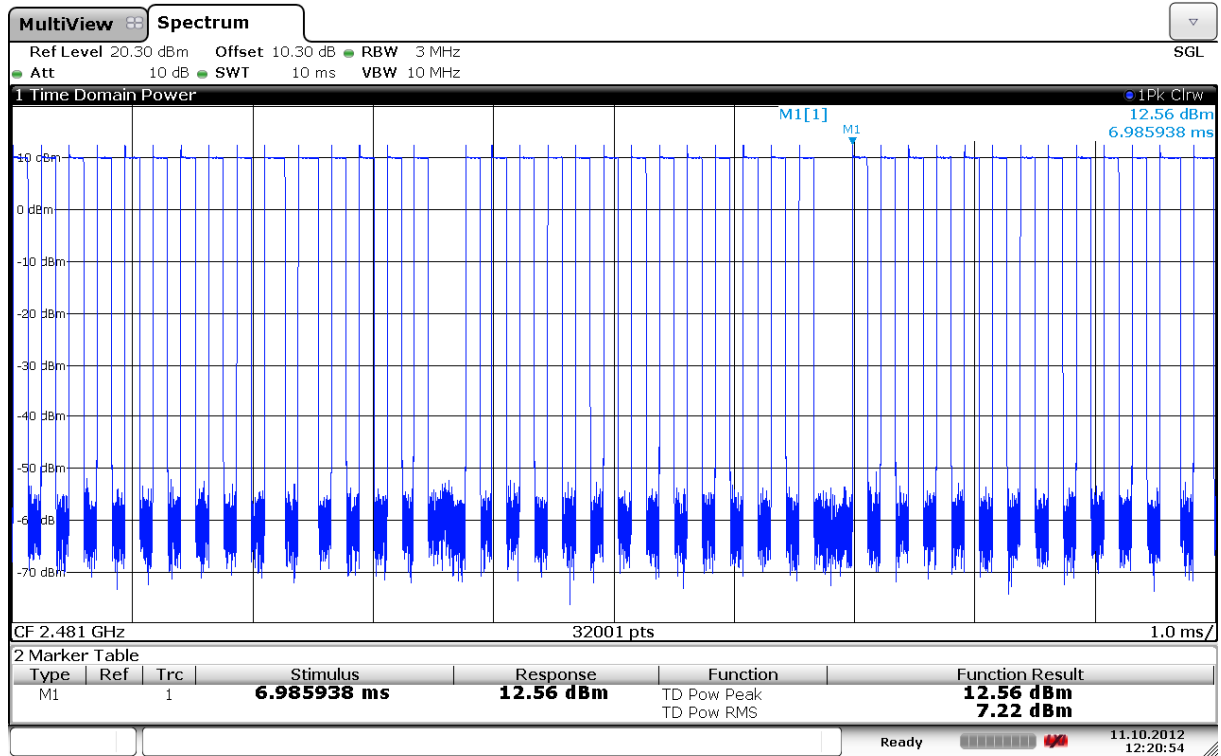 MultiView Spectrum
Ref Level 20.30 dBm Offset 10.30 dB RBW 3 MHz SGL
Att 10 dB SWT 10 ms VBW 10 MHz
1 Time Domain Power 1Pk Clrw
M1[1] 12.56 dBm
M1 6.985938 ms
10 dBm
0 dBm
-10 dBm
-20 dBm
-30 dBm
-40 dBm
-50 dBm
-60 dB
-70 dBm
CF 2.481 GHz 32001 pts 1.0 ms/
2 Marker Table
Type Ref Trc Stimulus Response Function Function Result
M1 1 6.985938 ms 12.56 dBm TD Pow Peak 12.56 dBm
TD Pow RMS 7.22 dBm
Ready 11.10.2012
12:20:54